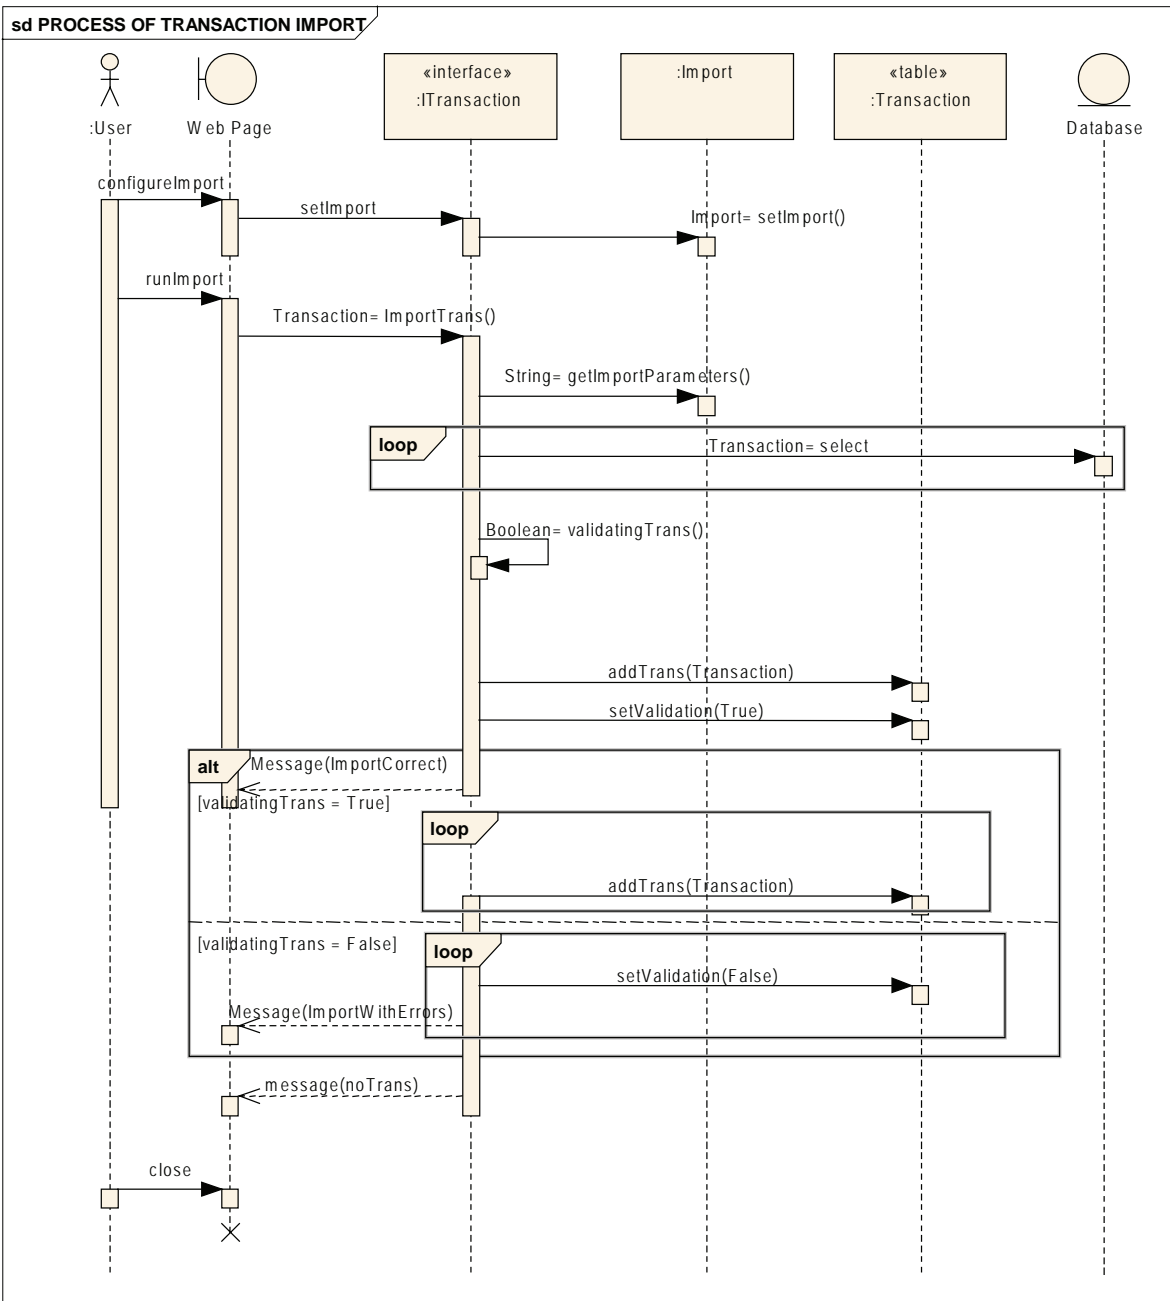 sd PROCESS OF TRANSACTION IMPORT
:User
Web Page
«interface»
:ITransaction
:Import
«table»
:Transaction
Database
configureImport
setImport
Import= setImport()
runImport
Transaction= ImportTrans()
String= getImportParameters()
loop
Transaction= select
Boolean= validatingTrans()
addTrans(Transaction)
setValidation(True)
alt
Message(ImportCorrect)
[validatingTrans = True]
loop
addTrans(Transaction)
[validatingTrans = False]
loop
setValidation(False)
Message(ImportWithErrors)
message(noTrans)
close